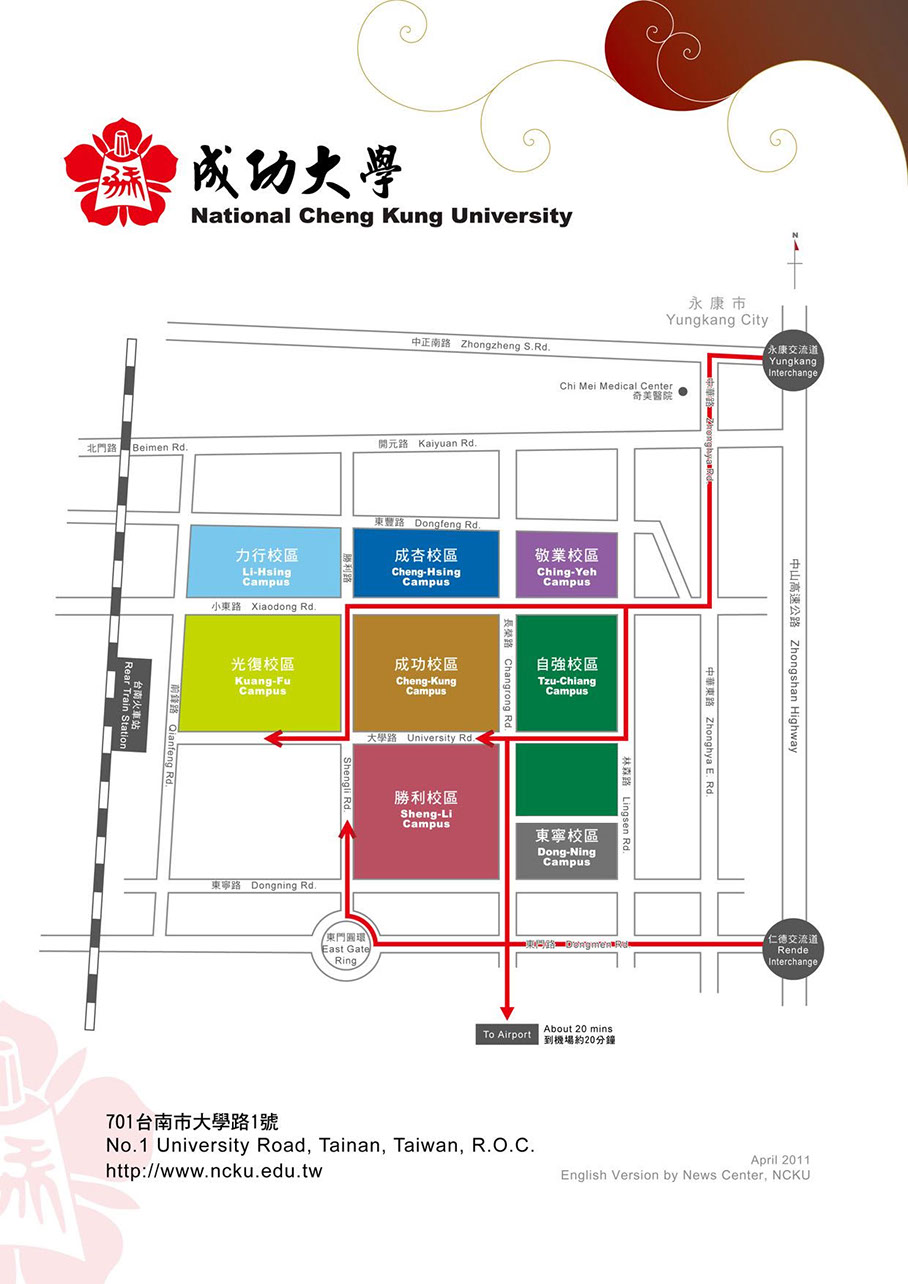 成功大學
National Cheng Kung University
N
永康市
Yungkang City
永康交流道
Yungkang
Interchange
中正南路 Zhongzheng S.Rd.
Chi Mei Medical Center
奇美醫院
中華路 Zhonghya Rd.
北門路 Beimen Rd.
開元路 Kaiyuan Rd.
東豐路 Dongfeng Rd.
力行校區
Li-Hsing
Campus
勝利路
成杏校區
Cheng-Hsing
Campus
敬業校區
Ching-Yeh
Campus
小東路 Xiaodong Rd.
中山高速公路 Zhongshan Highway
光復校區
Kuang-Fu
Campus
成功校區
Cheng-Kung
Campus
長榮路 Changrong Rd.
自強校區
Tzu-Chiang
Campus
台南火車站
Rear Train Station
前鋒路 Qianfeng Rd.
中華東路 Zhonghya E. Rd.
大學路 University Rd.
Shengli Rd.
勝利校區
Sheng-Li
Campus
林森路 Lingsen Rd.
東寧校區
Dong-Ning
Campus
東寧路 Dongning Rd.
東門圓環
East Gate
Ring
東門路 Dongmen Rd.
仁德交流道
Rende
Interchange
To Airport
About 20 mins
到機場約20分鐘
701台南市大學路1號
No.1 University Road, Tainan, Taiwan, R.O.C.
http://www.ncku.edu.tw
April 2011
English Version by News Center, NCKU